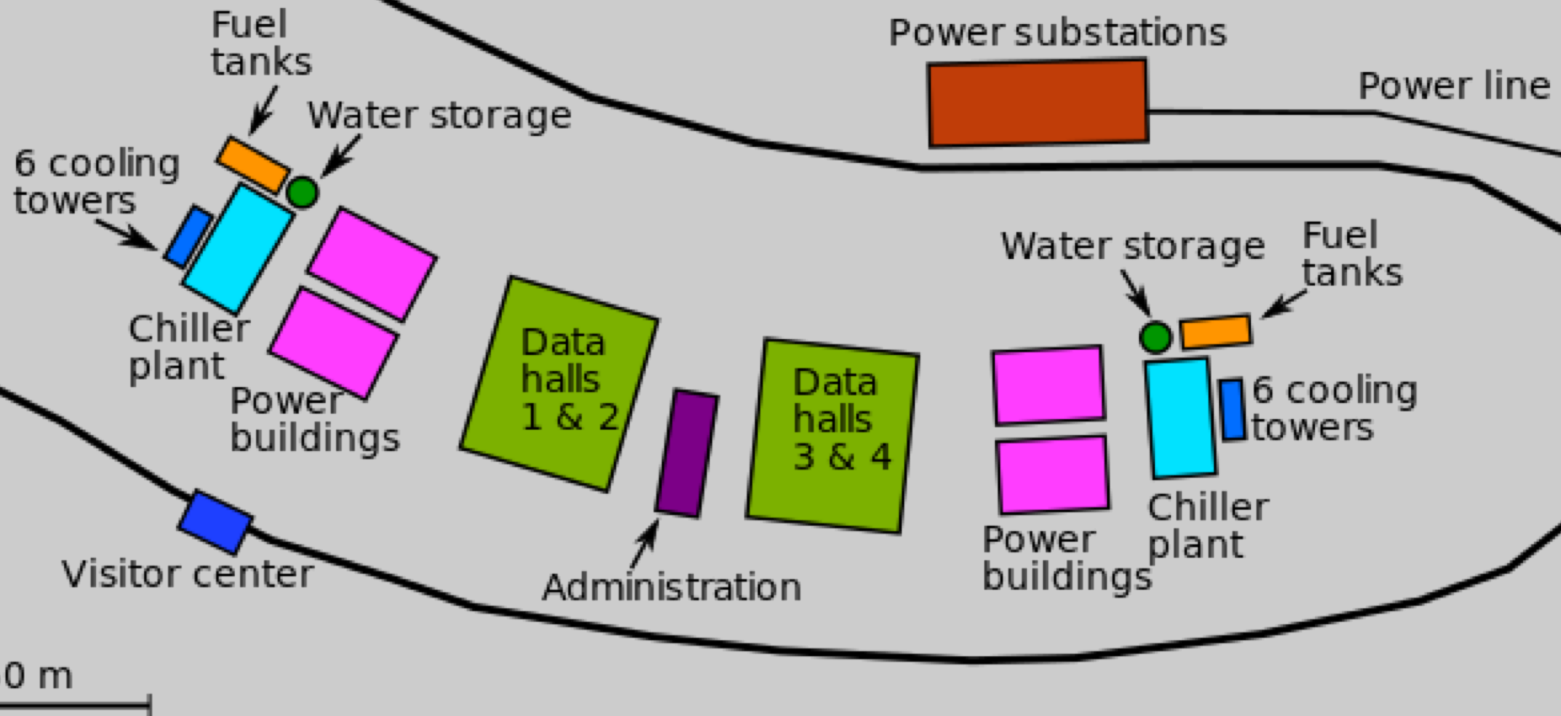 Fuel
tanks
Power substations
Water storage
Power line
6 cooling
towers
Water storage
Fuel
tanks
Chiller
plant
Data
halls
1 & 2
Data
halls
3 & 4
6 cooling
towers
Power
buildings
Chiller
plant
Power
buildings
Visitor center
Administration
0 m